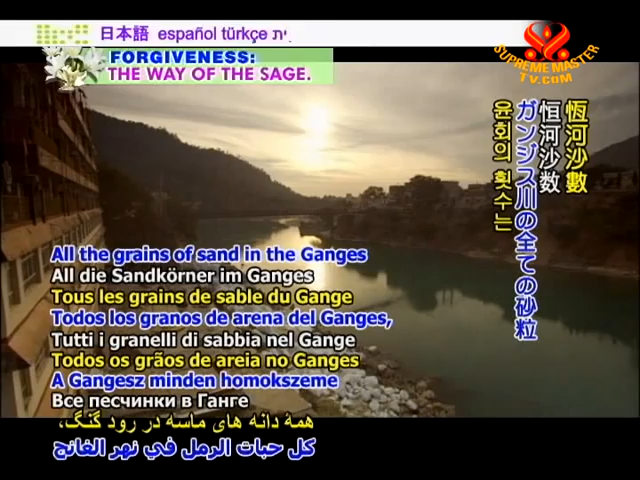 日本語 español türkçe ית
SUPREME MASTER
TV.COM
FORGIVENESS:
THE WAY OF THE SAGE.
恆河沙數
恒河沙数
ガンジス川の全ての砂粒
윤회의 횟수는
All the grains of sand in the Ganges
All die Sandkörner im Ganges
Tous les grains de sable du Gange
Todos los granos de arena del Ganges,
Tutti i granelli di sabbia nel Gange
Todos os grãos de areia no Ganges
A Gangesz minden homokszeme
Все песчинки в Ганге
همهٔ دانه های ماسه در رود گنگ،
كل حبات الرمل في نهر الغانج